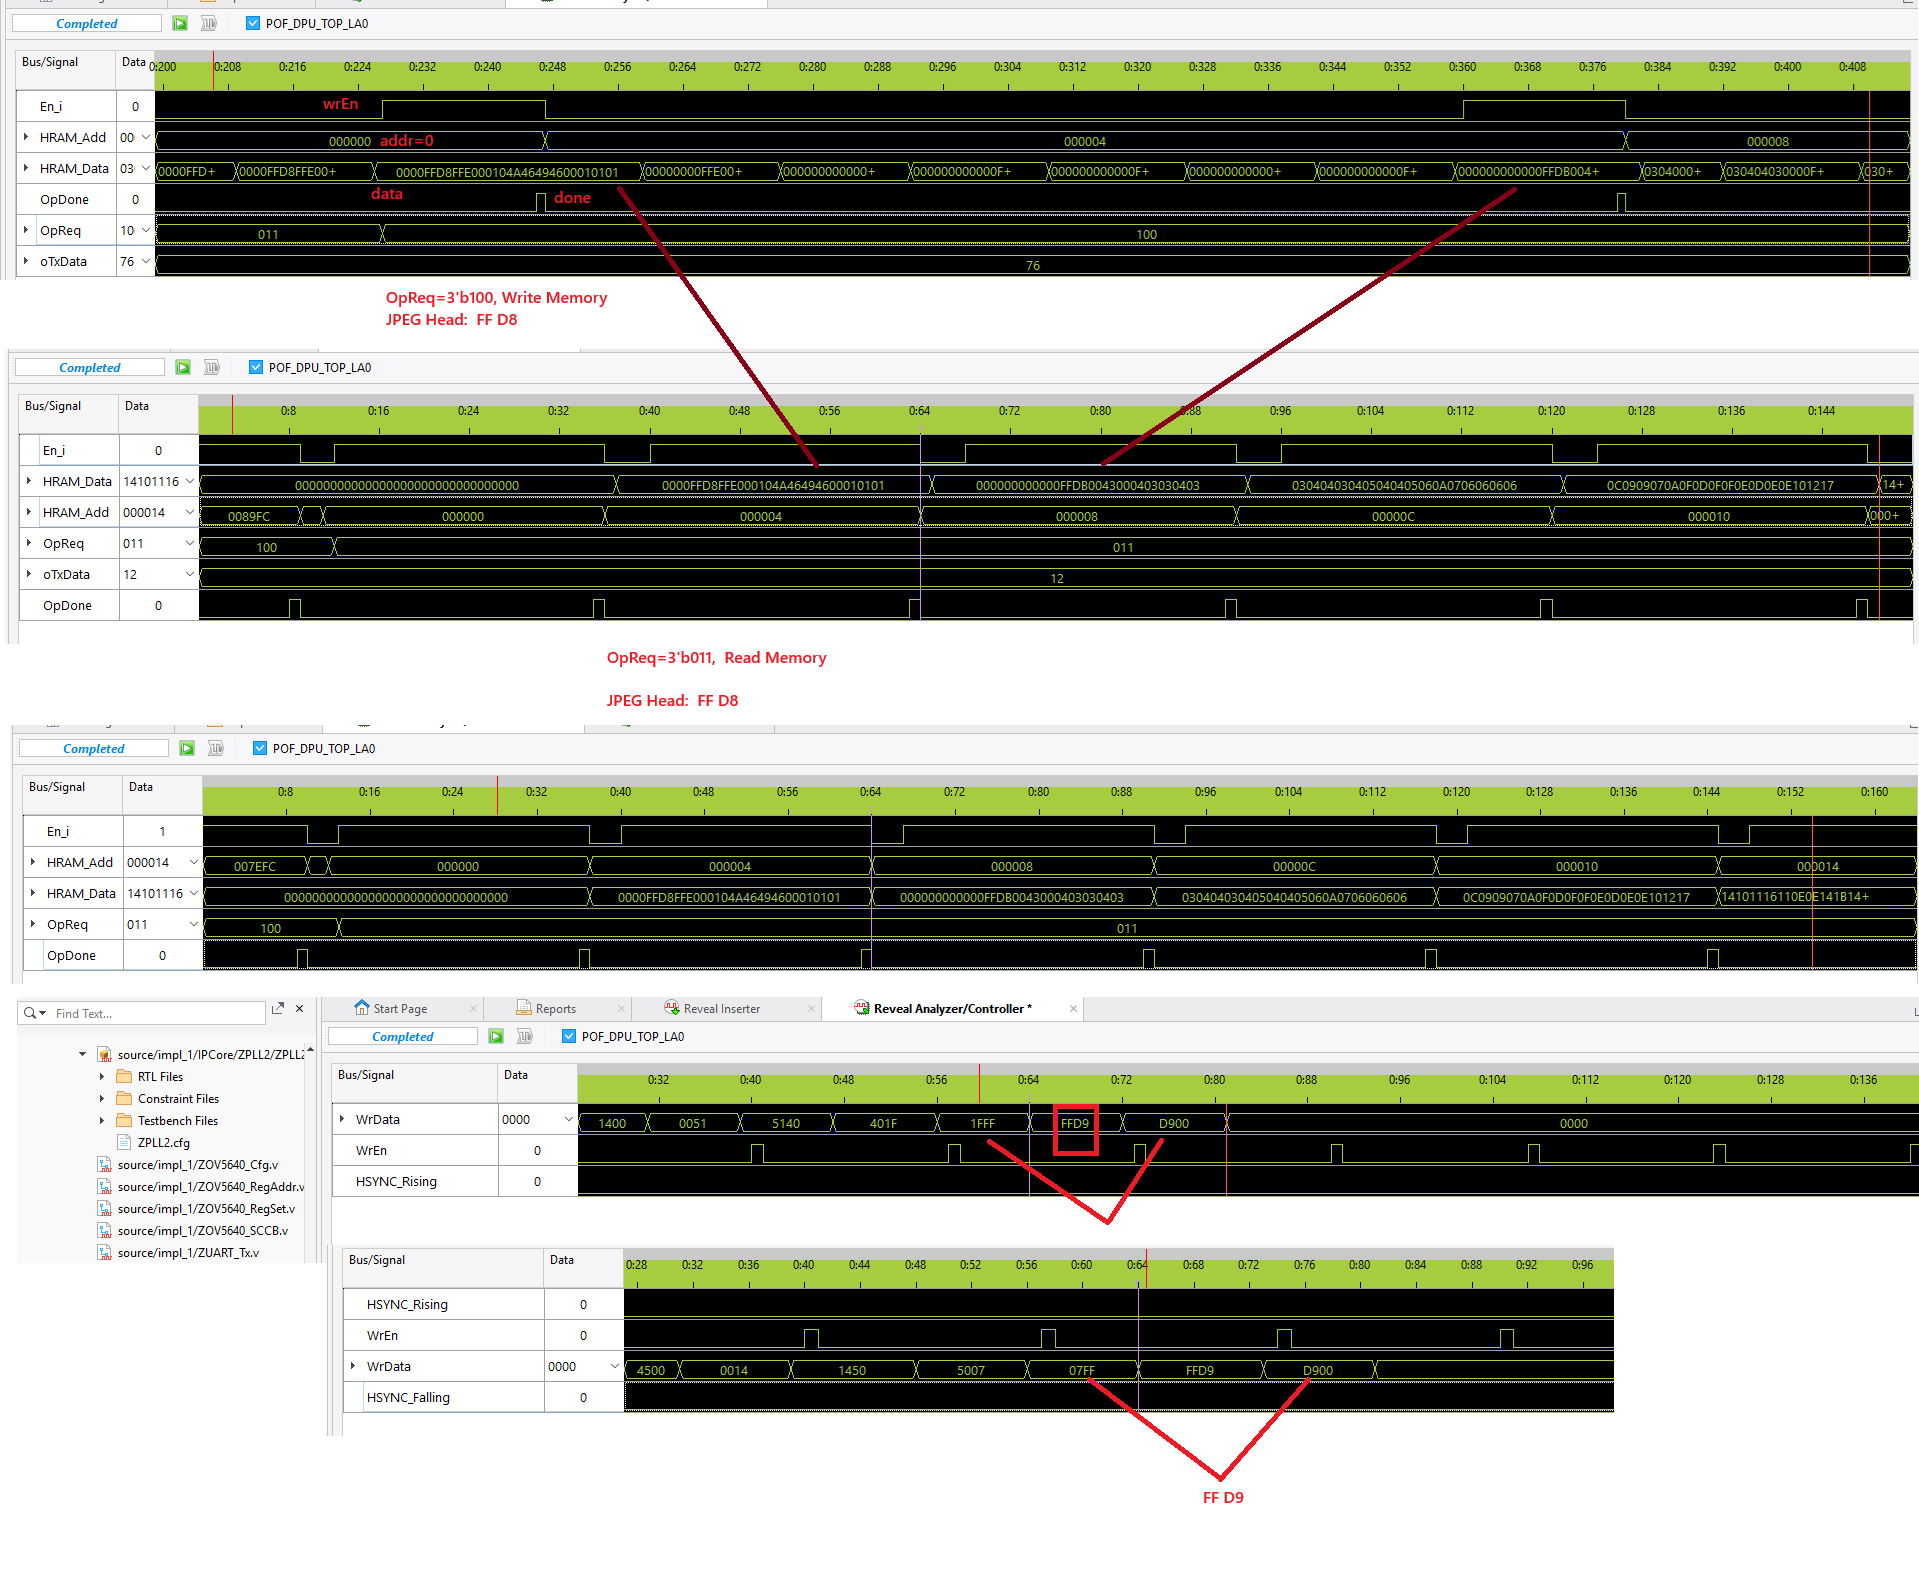 Completed
POF_DPU_TOP_LA0
Bus/Signal Data 0:200 0:208 0:216 0:224 0:232 0:240 0:248 0:256 0:264 0:272 0:280 0:288 0:296 0:304 0:312 0:320 0:328 0:336 0:344 0:352 0:360 0:368 0:376 0:384 0:392 0:400 0:408
En_i 0 wrEn
HRAM_Add 00 000000 addr=0 000004 000008
HRAM_Data 03 0000FFD+ 0000FFD8FFE00+ 0000FFD8FFE000104A46494600010101 00000000FFE00+ 000000000000+ 000000000000F+ 000000000000F+ 000000000000+ 000000000000F+ 000000000000FFDB004+ 0304000+ 030404030000F+ 030+
OpDone 0 data done
OpReq 10 011 100
oTxData 76 76
OpReq=3'b100, Write Memory
JPEG Head: FF D8
Completed
POF_DPU_TOP_LA0
Bus/Signal Data 0:8 0:16 0:24 0:32 0:40 0:48 0:56 0:64 0:72 0:80 0:88 0:96 0:104 0:112 0:120 0:128 0:136 0:144
En_i 0
HRAM_Data 14101116 00000000000000000000000000000000 0000FFD8FFE000104A46494600010101 000000000000FFDB0043000403030403 030404030405040405060A0706060606 0C0909070A0F0D0F0F0E0D0E0E101217 14+
HRAM_Add 000014 0089FC 000000 000004 000008 00000C 000010 000+
OpReq 011 100 011
oTxData 12 12
OpDone 0
OpReq=3'b011, Read Memory
JPEG Head: FF D8
Completed
POF_DPU_TOP_LA0
Bus/Signal Data 0:8 0:16 0:24 0:32 0:40 0:48 0:56 0:64 0:72 0:80 0:88 0:96 0:104 0:112 0:120 0:128 0:136 0:144 0:152 0:160
En_i 1
HRAM_Add 000014 007EFC 000000 000004 000008 00000C 000010 000014
HRAM_Data 14101116 00000000000000000000000000000000 0000FFD8FFE000104A46494600010101 000000000000FFDB0043000403030403 030404030405040405060A0706060606 0C0909070A0F0D0F0F0E0D0E0E101217 14101116110E0E141B14+
OpReq 011 100 011
OpDone 0
Find Text...
source/impl_1/IPCore/ZPLL2/ZPLL2
RTL Files
Constraint Files
Testbench Files
ZPLL2.cfg
source/impl_1/ZOV5640_Cfg.v
source/impl_1/ZOV5640_RegAddr.v
source/impl_1/ZOV5640_RegSet.v
source/impl_1/ZOV5640_SCCB.v
source/impl_1/ZUART_Tx.v
Start Page Reports Reveal Inserter Reveal Analyzer/Controller *
Completed
POF_DPU_TOP_LA0
Bus/Signal Data 0:32 0:40 0:48 0:56 0:64 0:72 0:80 0:88 0:96 0:104 0:112 0:120 0:128 0:136
WrData 0000 1400 0051 5140 401F 1FFF FFD9 D900 0000
WrEn 0
HSYNC_Rising 0
Bus/Signal Data 0:28 0:32 0:36 0:40 0:44 0:48 0:52 0:56 0:60 0:64 0:68 0:72 0:76 0:80 0:84 0:88 0:92 0:96
HSYNC_Rising 0
WrEn 0
WrData 0000 4500 0014 1450 5007 07FF FFD9 D900
HSYNC_Falling 0
FF D9